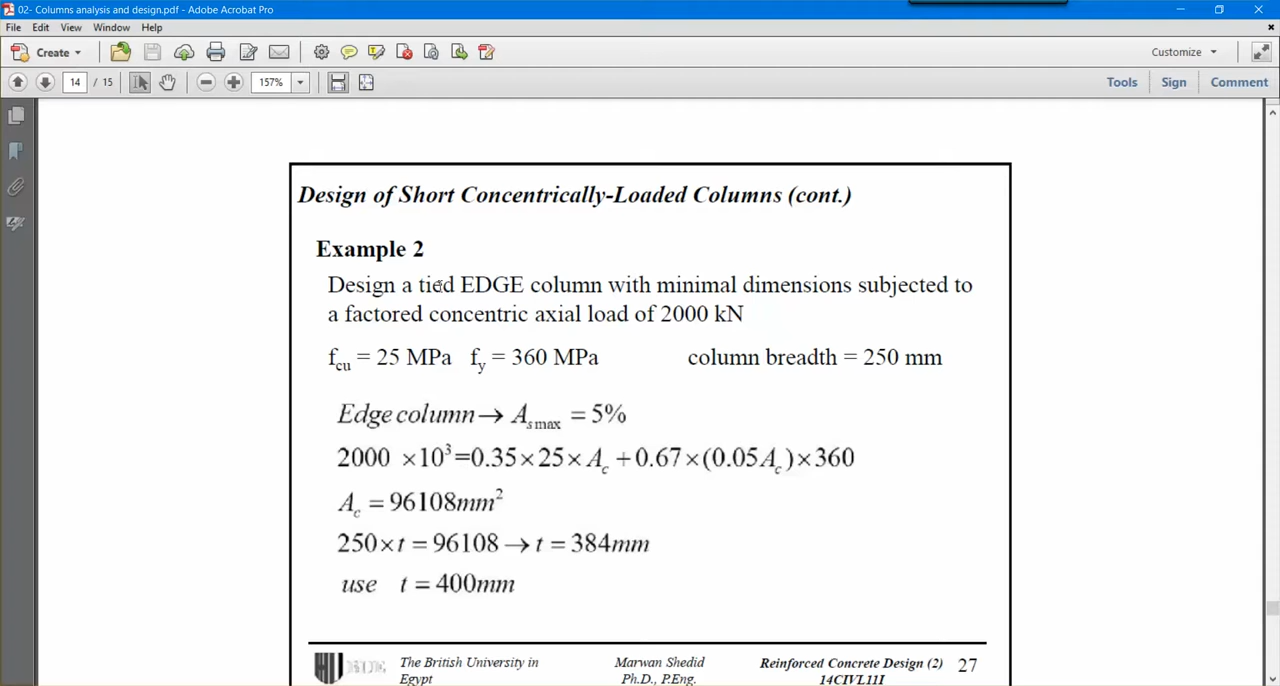 02- Columns analysis and design.pdf - Adobe Acrobat Pro
File Edit View Window Help
Create Customize
14 / 15 157% Tools Sign Comment
Design of Short Concentrically-Loaded Columns (cont.)
Example 2
Design a tied EDGE column with minimal dimensions subjected to
a factored concentric axial load of 2000 kN
fcu = 25 MPa fy = 360 MPa column breadth = 250 mm
Edge column → As max = 5%
2000 ×10³=0.35×25×Ac +0.67×(0.05Ac)×360
Ac = 96108mm²
250×t = 96108 → t = 384mm
use t = 400mm
The British University in Marwan Shedid Reinforced Concrete Design (2) 27
Egypt Ph.D., P.Eng. 14CIVL11I